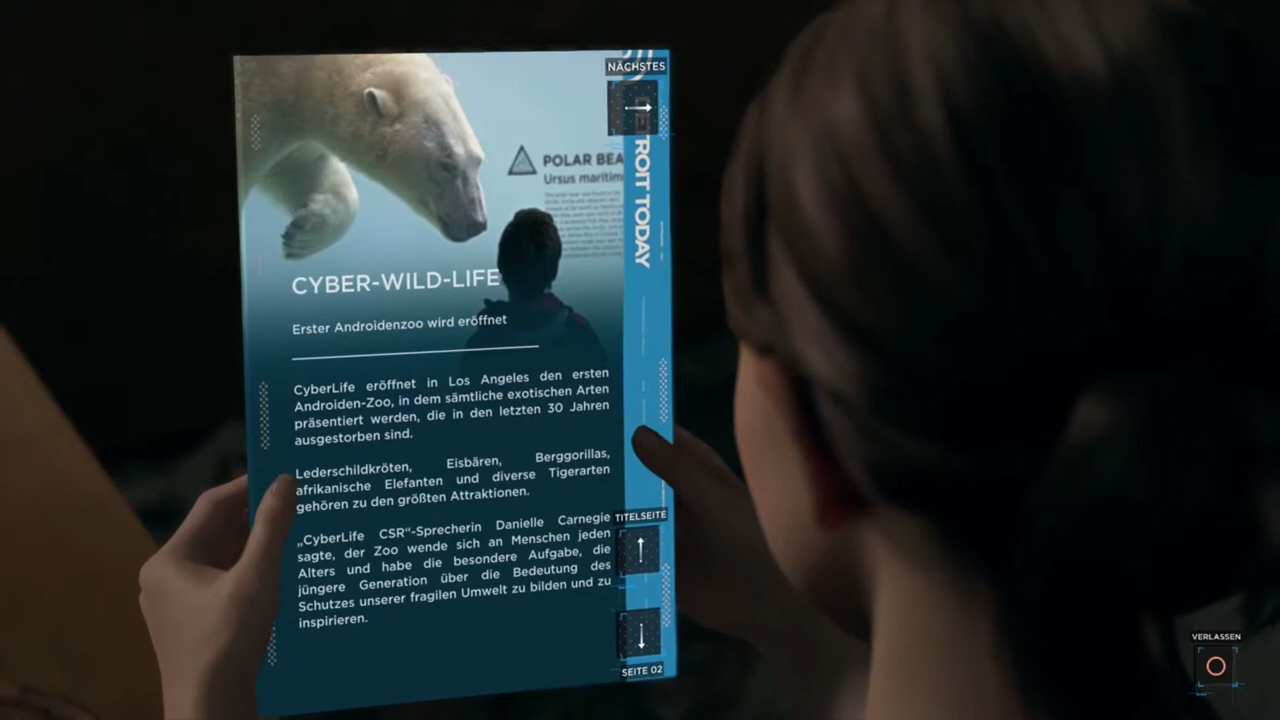 NÄCHSTES
POLAR BEA
Ursus maritim
TROIT TODAY
CYBER-WILD-LIFE
Erster Androidenzoo wird eröffnet
CyberLife eröffnet in Los Angeles den ersten
Androiden-Zoo, in dem sämtliche exotischen Arten
präsentiert werden, die in den letzten 30 Jahren
ausgestorben sind.
Lederschildkröten, Eisbären, Berggorillas,
afrikanische Elefanten und diverse Tigerarten
gehören zu den größten Attraktionen.
„CyberLife CSR“-Sprecherin Danielle Carnegie
sagte, der Zoo wende sich an Menschen jeden
Alters und habe die besondere Aufgabe, die
jüngere Generation über die Bedeutung des
Schutzes unserer fragilen Umwelt zu bilden und zu
inspirieren.
TITELSEITE
SEITE 02
VERLASSEN